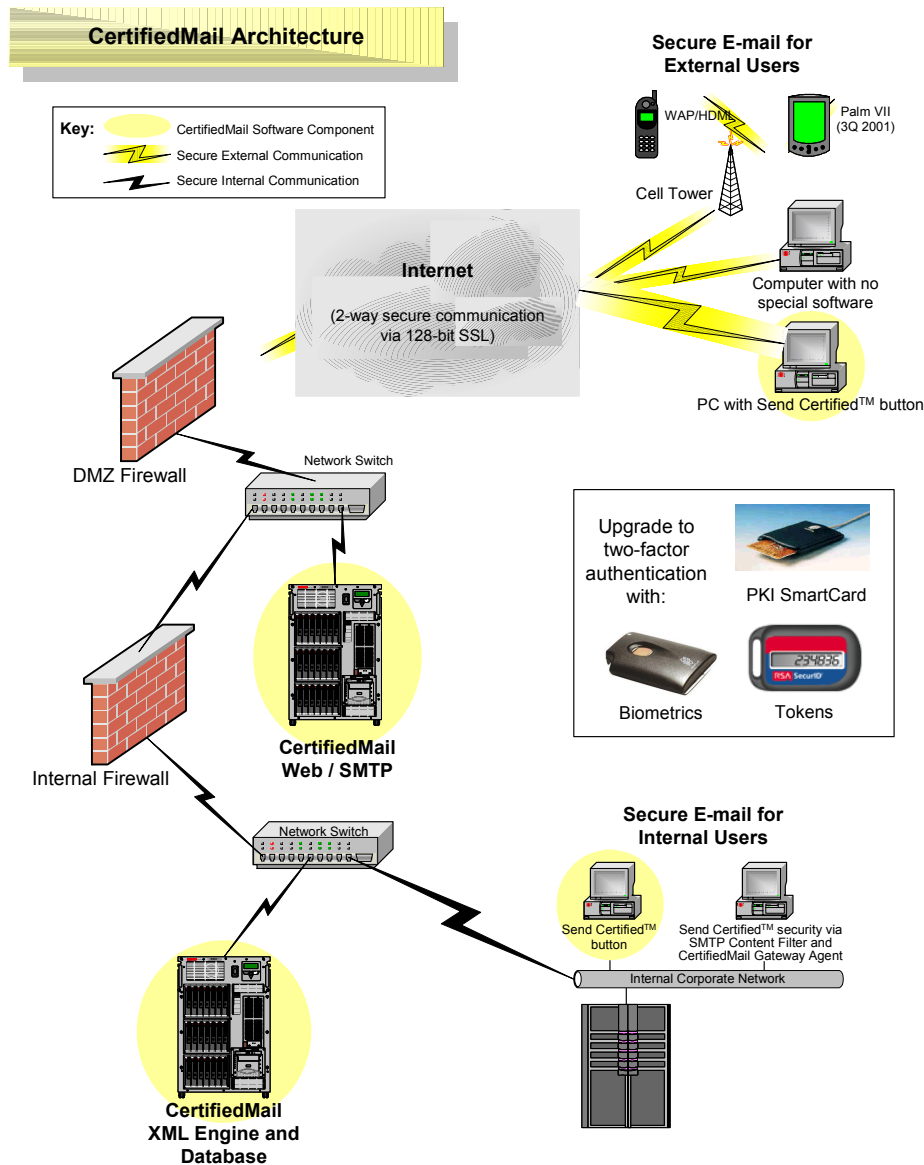 CertifiedMail Architecture
Key:
CertifiedMail Software Component
Secure External Communication
Secure Internal Communication
Secure E-mail for
External Users
WAP/HDML
Palm VII
(3Q 2001)
Cell Tower
Internet
(2-way secure communication
via 128-bit SSL)
Computer with no
special software
PC with Send Certified™ button
DMZ Firewall
Network Switch
Upgrade to
two-factor
authentication
with:
PKI SmartCard
234836
RSA SecurID
Biometrics
Tokens
CertifiedMail
Web / SMTP
Internal Firewall
Network Switch
Secure E-mail for
Internal Users
Send Certified™
button
Send Certified™ security via
SMTP Content Filter and
CertifiedMail Gateway Agent
Internal Corporate Network
CertifiedMail
XML Engine and
Database